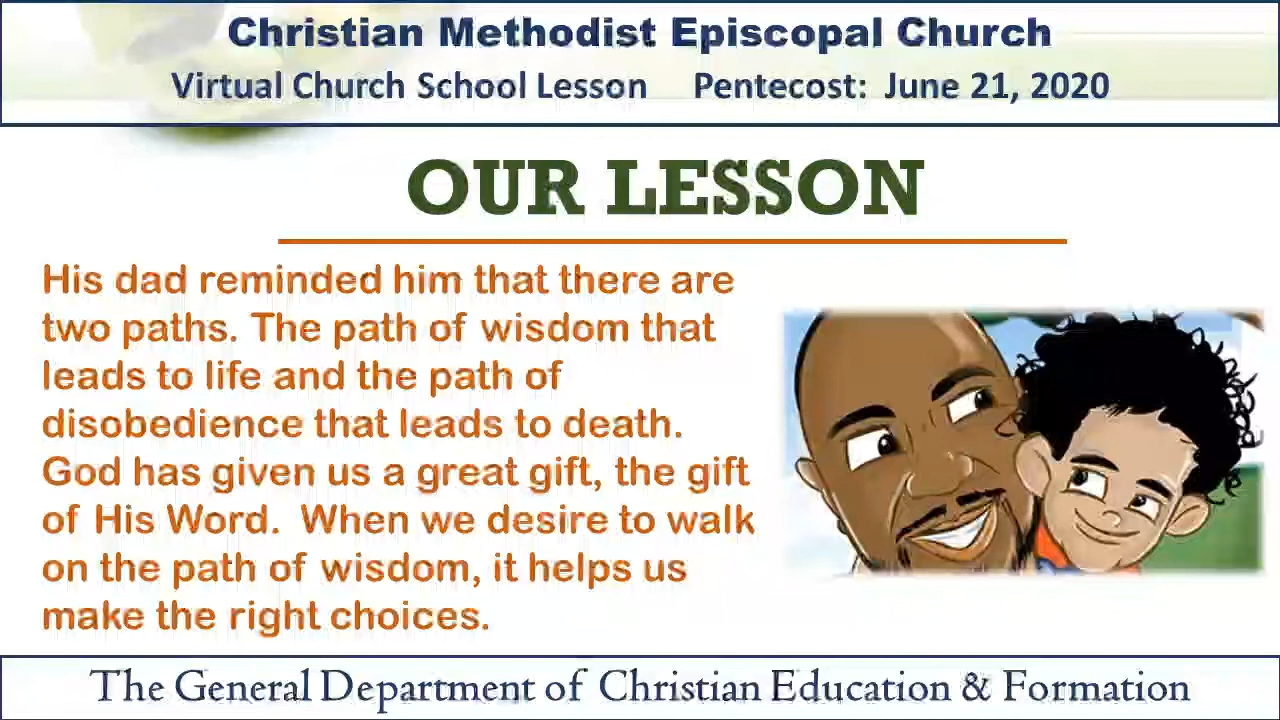 Christian Methodist Episcopal Church
Virtual Church School Lesson Pentecost: June 21, 2020
OUR LESSON
His dad reminded him that there are
two paths. The path of wisdom that
leads to life and the path of
disobedience that leads to death.
God has given us a great gift, the gift
of His Word. When we desire to walk
on the path of wisdom, it helps us
make the right choices.
The General Department of Christian Education & Formation